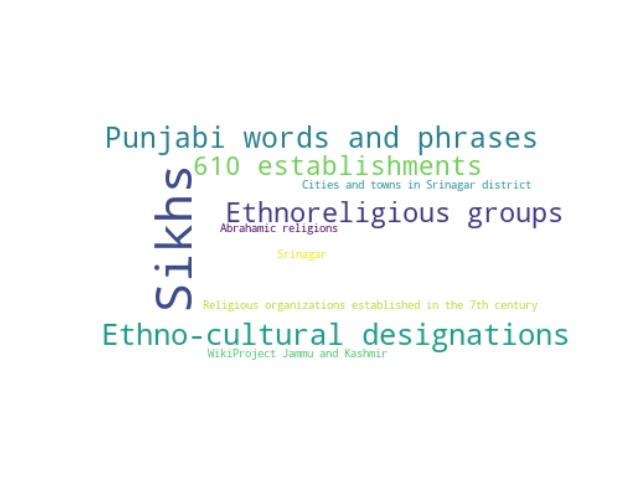 Punjabi words and phrases
610 establishments
Sikhs
Cities and towns in Srinagar district
Ethnoreligious groups
Abrahamic religions
Srinagar
Religious organizations established in the 7th century
Ethno-cultural designations
WikiProject Jammu and Kashmir